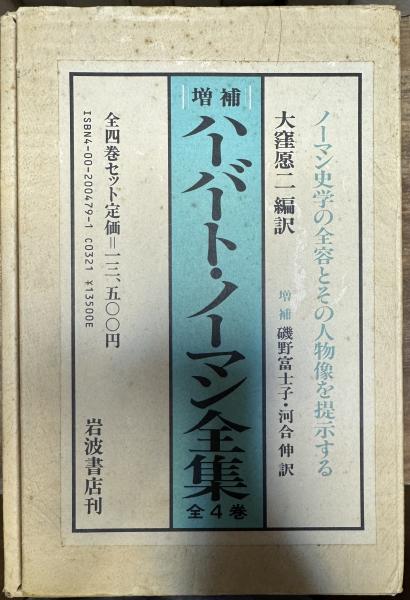 ノーマン史学の全容とその人物像を提示する
大窪愿二 編訳
増補 磯野富士子・河合 伸 訳
増補
ハーバート・ノーマン全集
全4巻
全四巻セット定価＝一三、五〇〇円
ISBN4-00-200479-1 C0321 ¥13500E
岩波書店刊